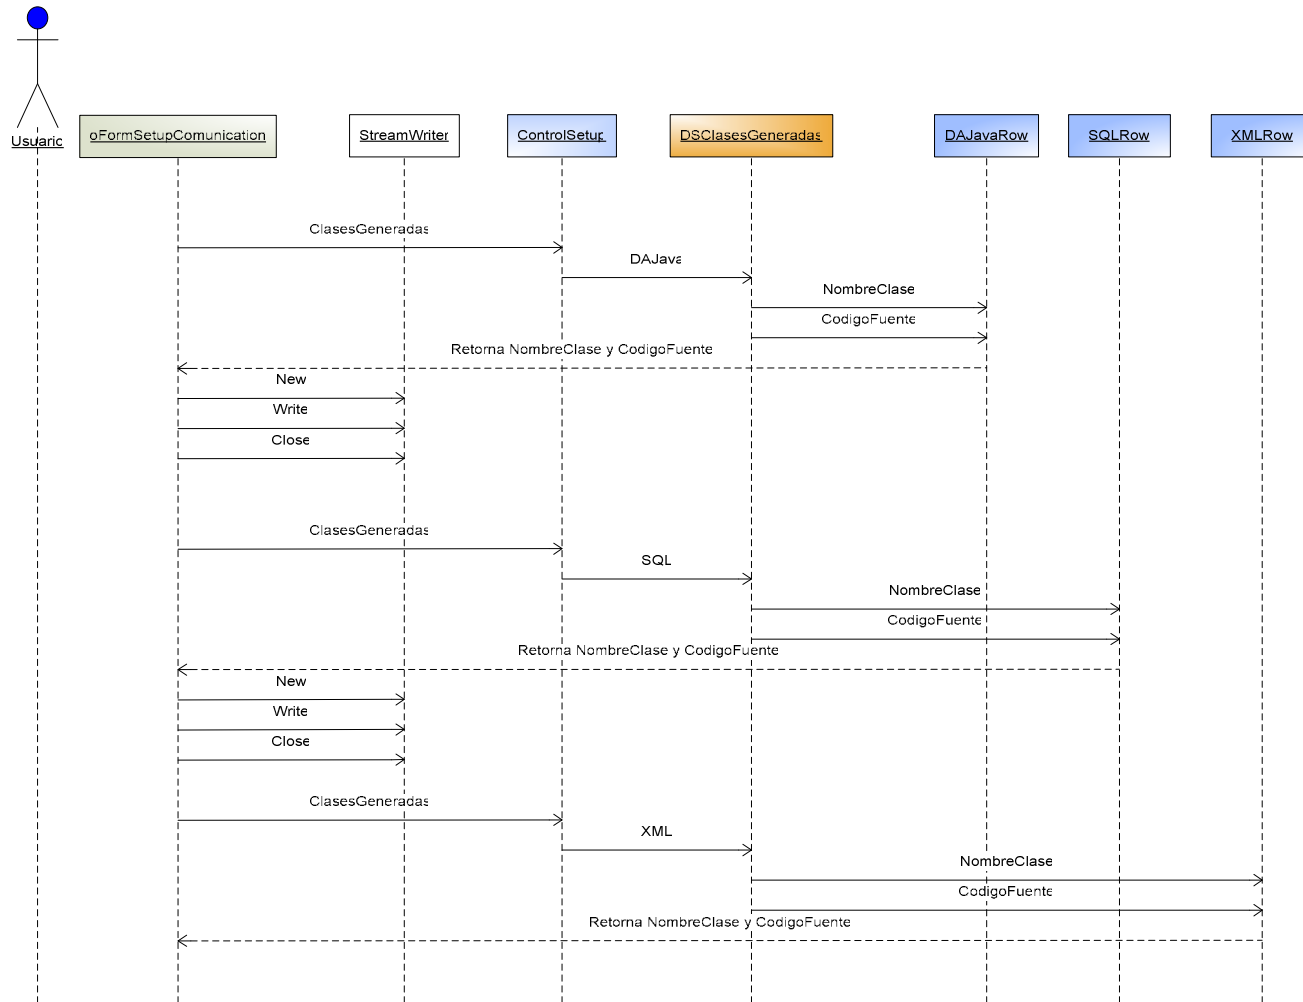 Usuario
oFormSetupComunication
StreamWriter
ControlSetup
DSClasesGeneradas
DAJavaRow
SQLRow
XMLRow
ClasesGeneradas
DAJava
NombreClase
CodigoFuente
Retorna NombreClase y CodigoFuente
New
Write
Close
ClasesGeneradas
SQL
NombreClase
CodigoFuente
Retorna NombreClase y CodigoFuente
New
Write
Close
ClasesGeneradas
XML
NombreClase
CodigoFuente
Retorna NombreClase y CodigoFuente